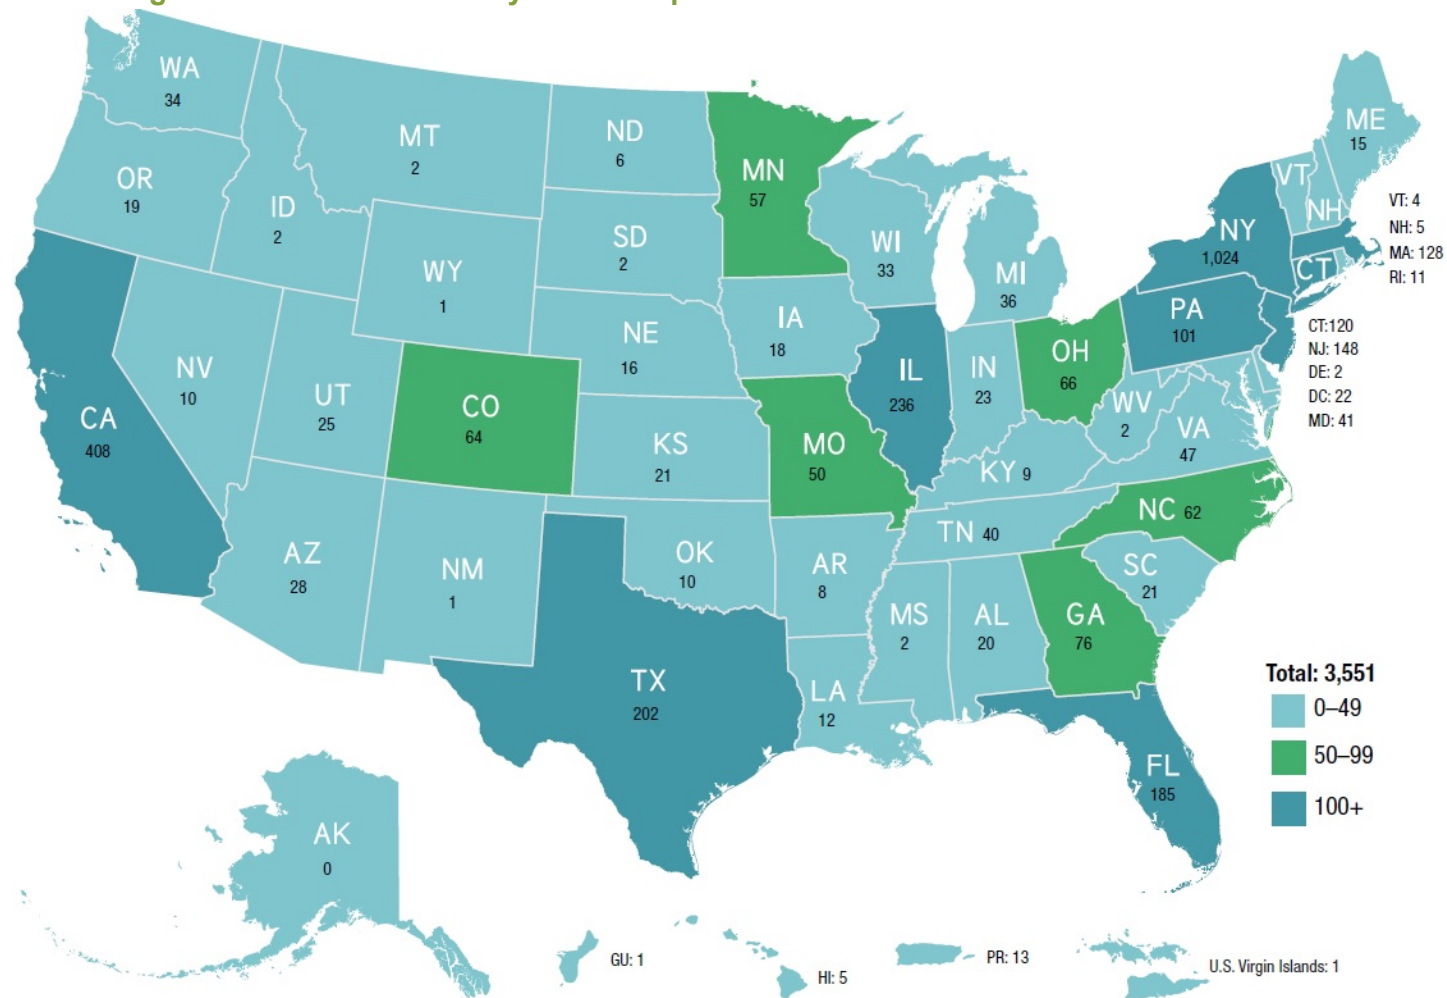 WA
34
MT
2
ND
6
MN
57
ME
15
OR
19
ID
2
SD
2
WI
33
MI
36
VT
NH
NY
1,024
VT: 4
NH: 5
MA: 128
RI: 11
WY
1
CT
PA
101
NE
16
IA
18
CT:120
NJ: 148
DE: 2
DC: 22
MD: 41
NV
10
UT
25
CO
64
IL
236
IN
23
OH
66
WV
2
VA
47
CA
408
KS
21
MO
50
KY 9
NC 62
TN 40
AZ
28
NM
1
OK
10
AR
8
SC
21
MS
2
AL
20
GA
76
TX
202
LA
12
FL
185
Total: 3,551
0–49
50–99
100+
AK
0
GU: 1
HI: 5
PR: 13
U.S. Virgin Islands: 1